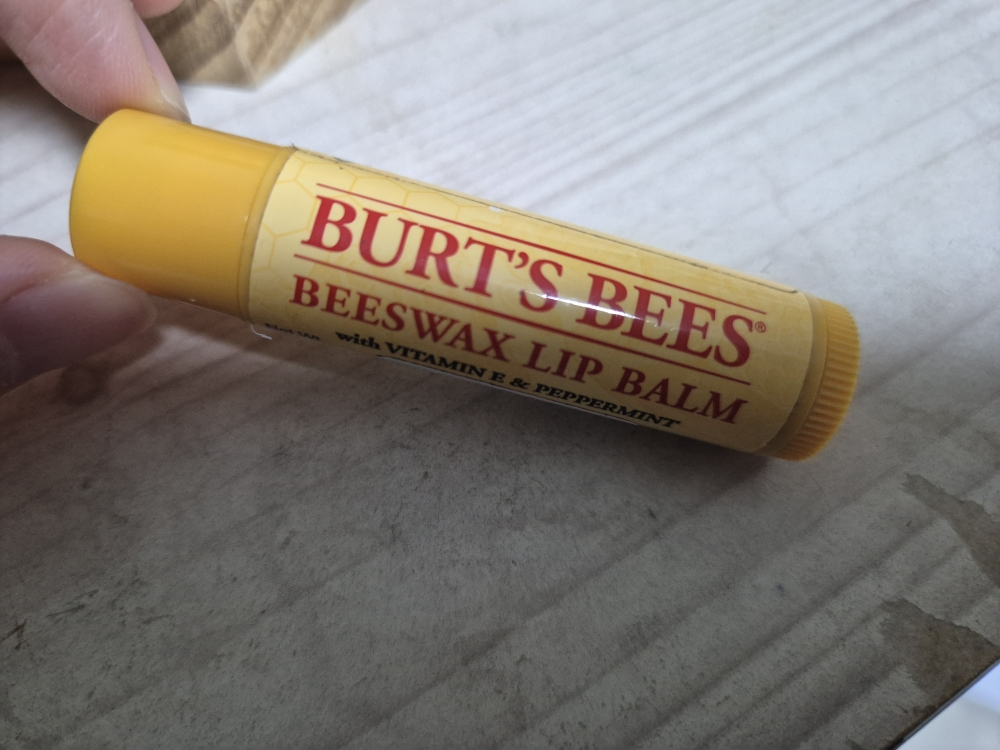 BURT'S BEES®
BEESWAX LIP BALM
with VITAMIN E & PEPPERMINT